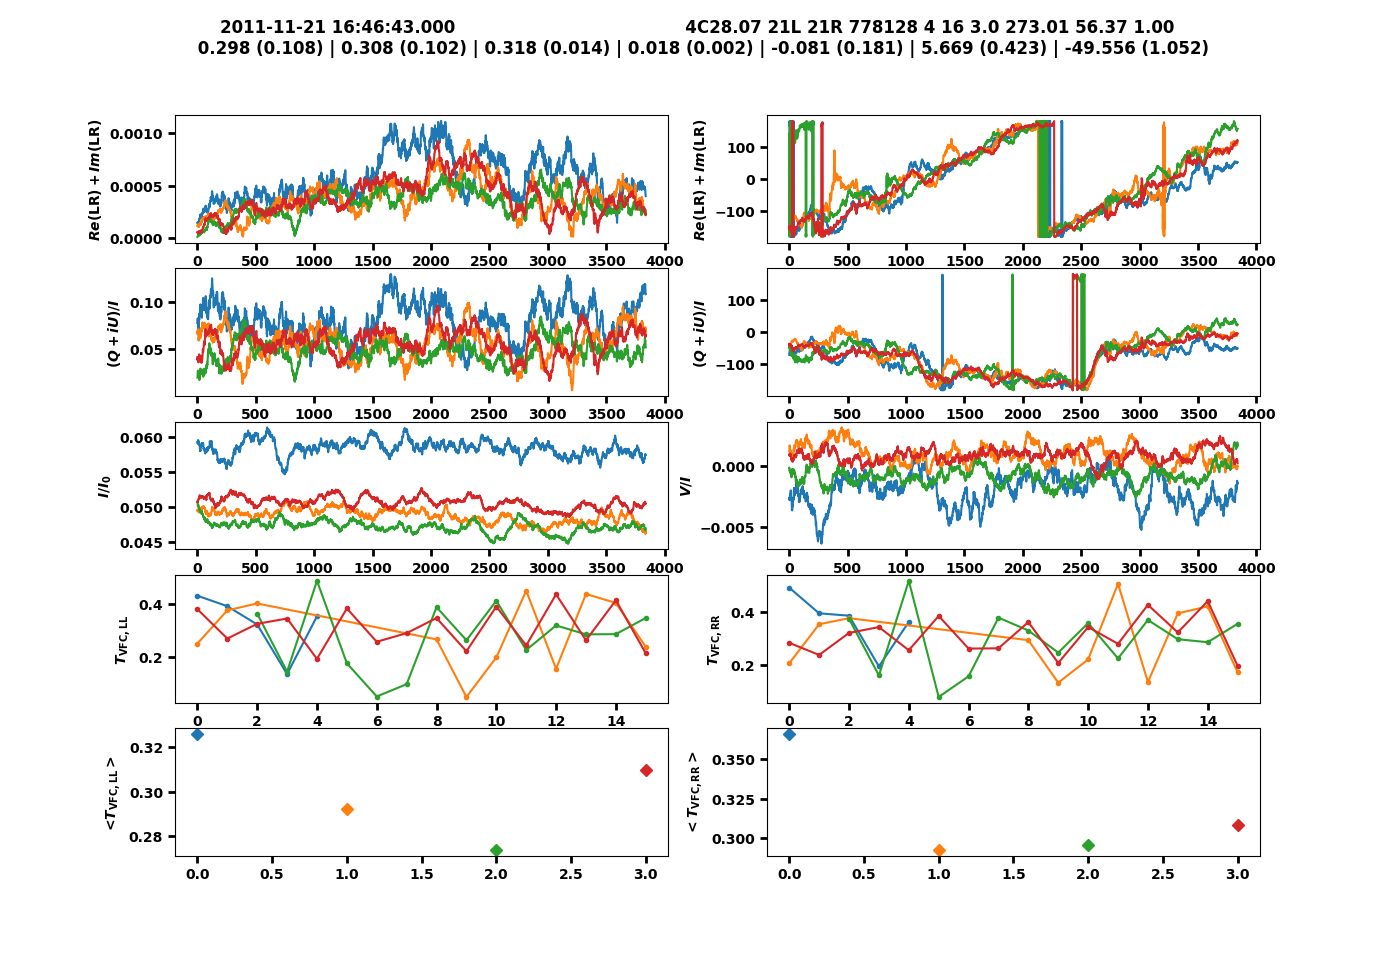 2011-11-21 16:46:43.000 4C28.07 21L 21R 778128 4 16 3.0 273.01 56.37 1.00
0.298 (0.108) | 0.308 (0.102) | 0.318 (0.014) | 0.018 (0.002) | -0.081 (0.181) | 5.669 (0.423) | -49.556 (1.052)
Re(LR) + Im(LR)
0.0010
0.0005
0.0000
0 500 1000 1500 2000 2500 3000 3500 4000
Re(LR) + Im(LR)
100
0
−100
0 500 1000 1500 2000 2500 3000 3500 4000
(Q + iU)/I
0.10
0.05
0 500 1000 1500 2000 2500 3000 3500 4000
(Q + iU)/I
100
0
−100
0 500 1000 1500 2000 2500 3000 3500 4000
I/I0
0.060
0.055
0.050
0.045
0 500 1000 1500 2000 2500 3000 3500 4000
V/I
0.000
−0.005
0 500 1000 1500 2000 2500 3000 3500 4000
TVFC, LL
0.4
0.2
0 2 4 6 8 10 12 14
TVFC, RR
0.4
0.2
0 2 4 6 8 10 12 14
<TVFC, LL >
0.32
0.30
0.28
0.0 0.5 1.0 1.5 2.0 2.5 3.0
< TVFC, RR >
0.350
0.325
0.300
0.0 0.5 1.0 1.5 2.0 2.5 3.0